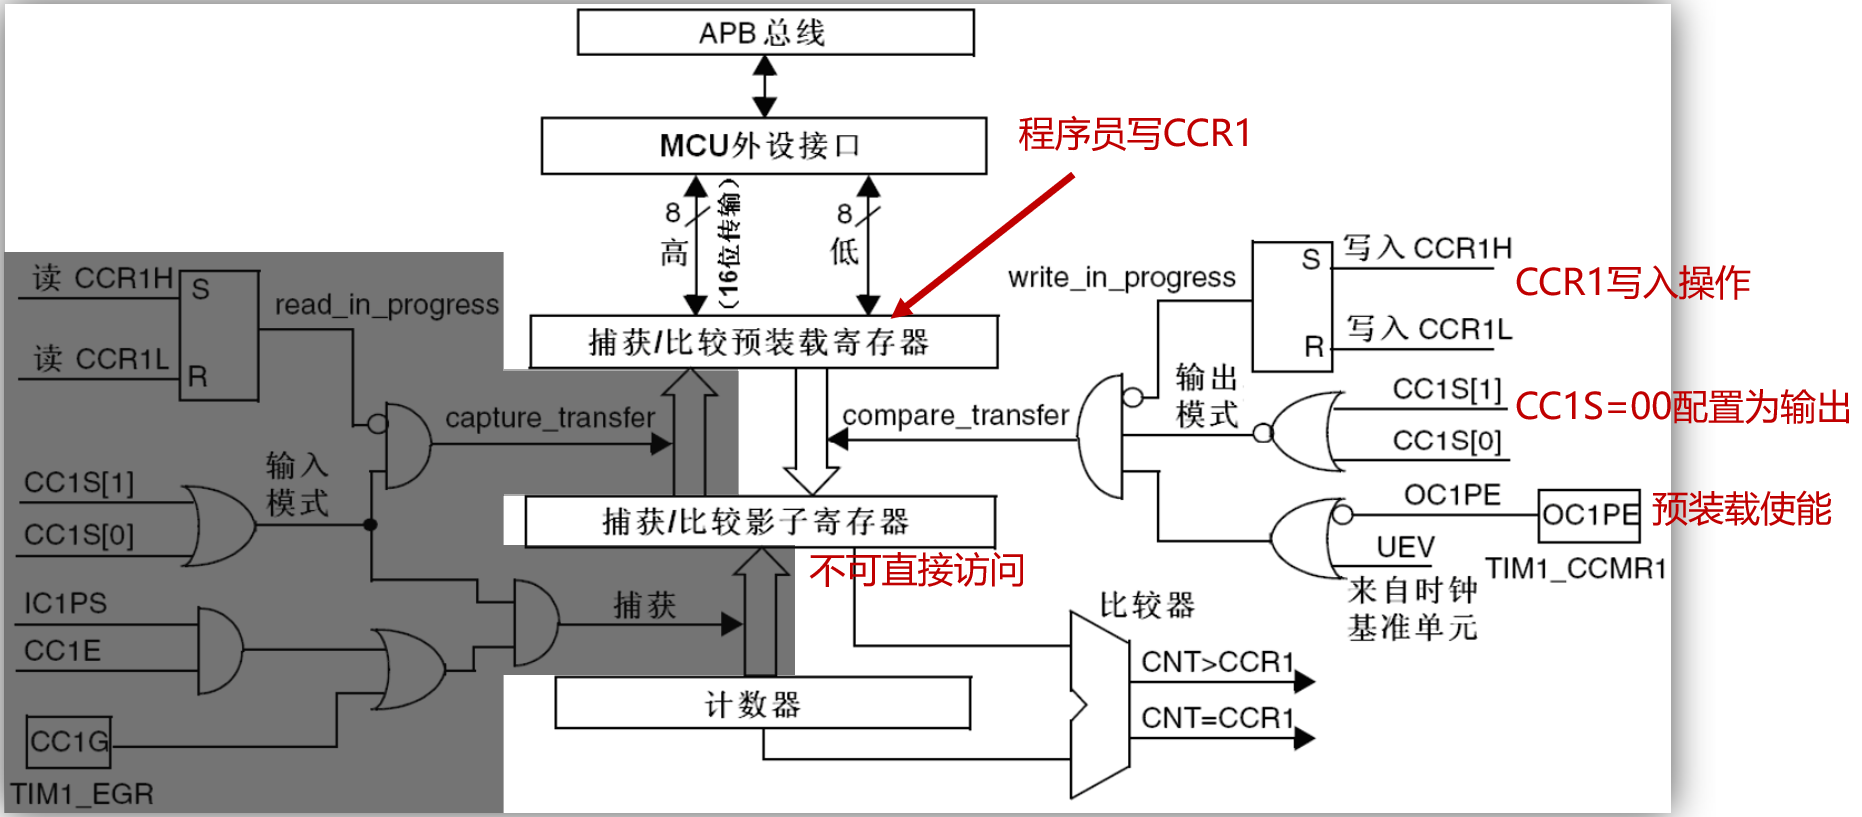 APB 总线
MCU外设接口
程序员写CCR1
8
高
(16位传输)
8
低
读 CCR1H
S
read_in_progress
读 CCR1L
R
write_in_progress
S
写入 CCR1H
CCR1写入操作
R
写入 CCR1L
捕获/比较预装载寄存器
capture_transfer
compare_transfer
输出
模式
CC1S[1]
CC1S=00配置为输出
CC1S[0]
输入
模式
CC1S[1]
CC1S[0]
捕获/比较影子寄存器
不可直接访问
OC1PE
OC1PE
预装载使能
UEV
TIM1_CCMR1
来自时钟
基准单元
IC1PS
CC1E
捕获
比较器
CNT>CCR1
CNT=CCR1
计数器
CC1G
TIM1_EGR